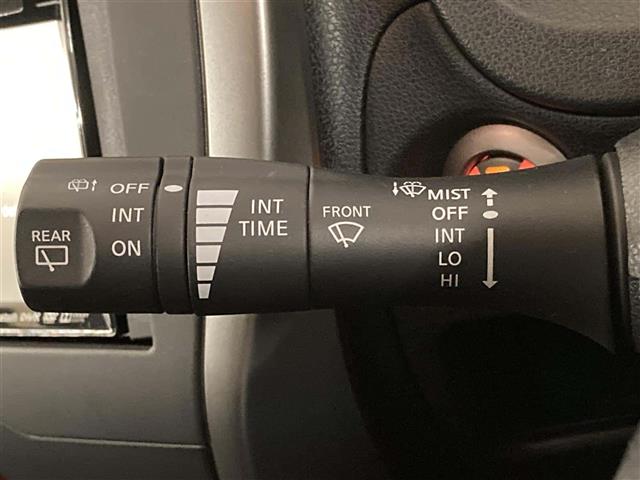 REAR
OFF
INT
ON
INT
TIME
FRONT
MIST
OFF
INT
LO
HI